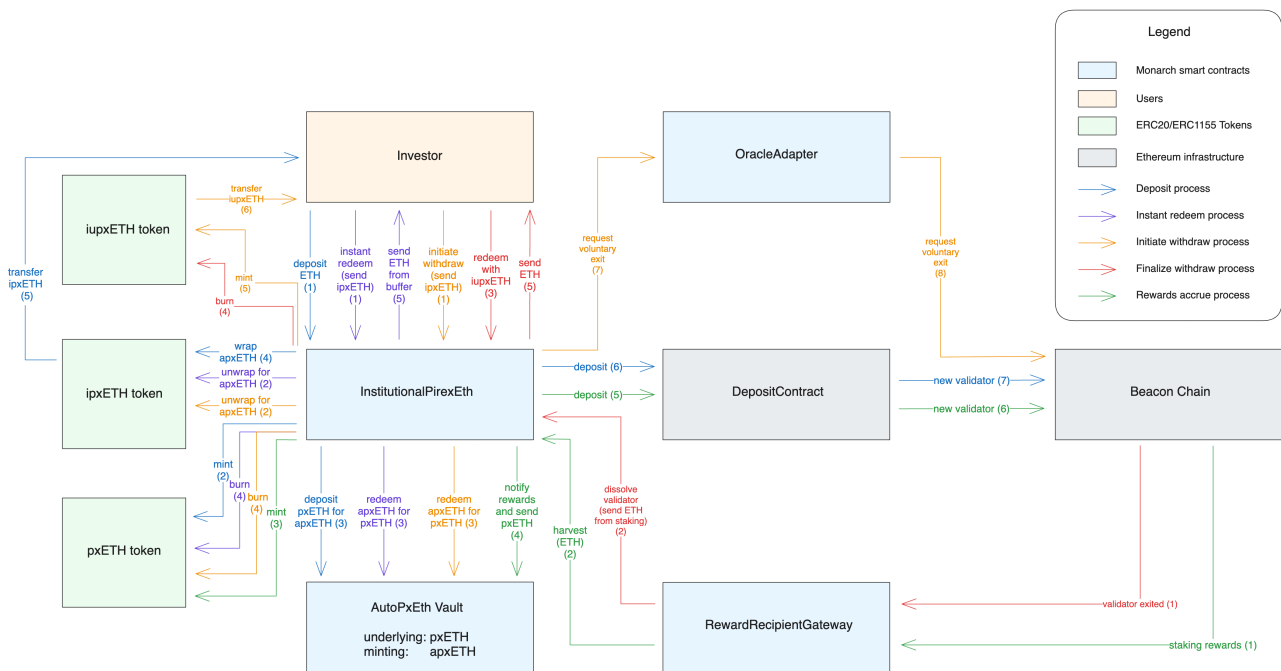 Legend
Monarch smart contracts
Users
ERC20/ERC1155 Tokens
Ethereum infrastructure
Deposit process
Instant redeem process
Initiate withdraw process
Finalize withdraw process
Rewards accrue process
Investor
OracleAdapter
iupxETH token
transfer
iupxETH
(6)
mint
(5)
burn
(4)
transfer
ipxETH
(5)
deposit
ETH
(1)
instant
redeem
(send
ipxETH)
(1)
send
ETH
from
buffer
(5)
initiate
withdraw
(send
ipxETH)
(1)
redeem
with
iupxETH
(3)
send
ETH
(5)
request
voluntary
exit
(7)
request
voluntary
exit
(8)
ipxETH token
wrap
apxETH (4)
unwrap for
apxETH (2)
unwrap for
apxETH (2)
InstitutionalPirexEth
deposit (6)
deposit (5)
DepositContract
new validator (7)
new validator (6)
Beacon Chain
pxETH token
mint
(2)
burn
(4)
burn
(4)
mint
(3)
deposit
pxETH for
apxETH (3)
redeem
apxETH for
pxETH (3)
redeem
apxETH for
pxETH (3)
notify
rewards
and send
pxETH
(4)
harvest
(ETH)
(2)
dissolve
validator
(send ETH
from staking)
(2)
validator exited (1)
staking rewards (1)
AutoPxEth Vault
underlying: pxETH
minting: apxETH
RewardRecipientGateway